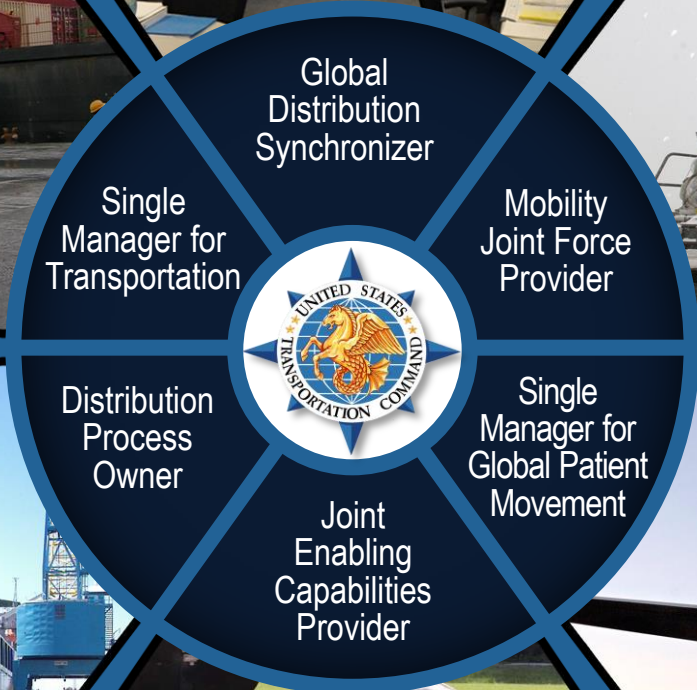 Global
Distribution
Synchronizer
Mobility
Joint Force
Provider
Single
Manager for
Global Patient
Movement
Joint
Enabling
Capabilities
Provider
Distribution
Process
Owner
Single
Manager for
Transportation
UNITED STATES
TRANSPORTATION COMMAND